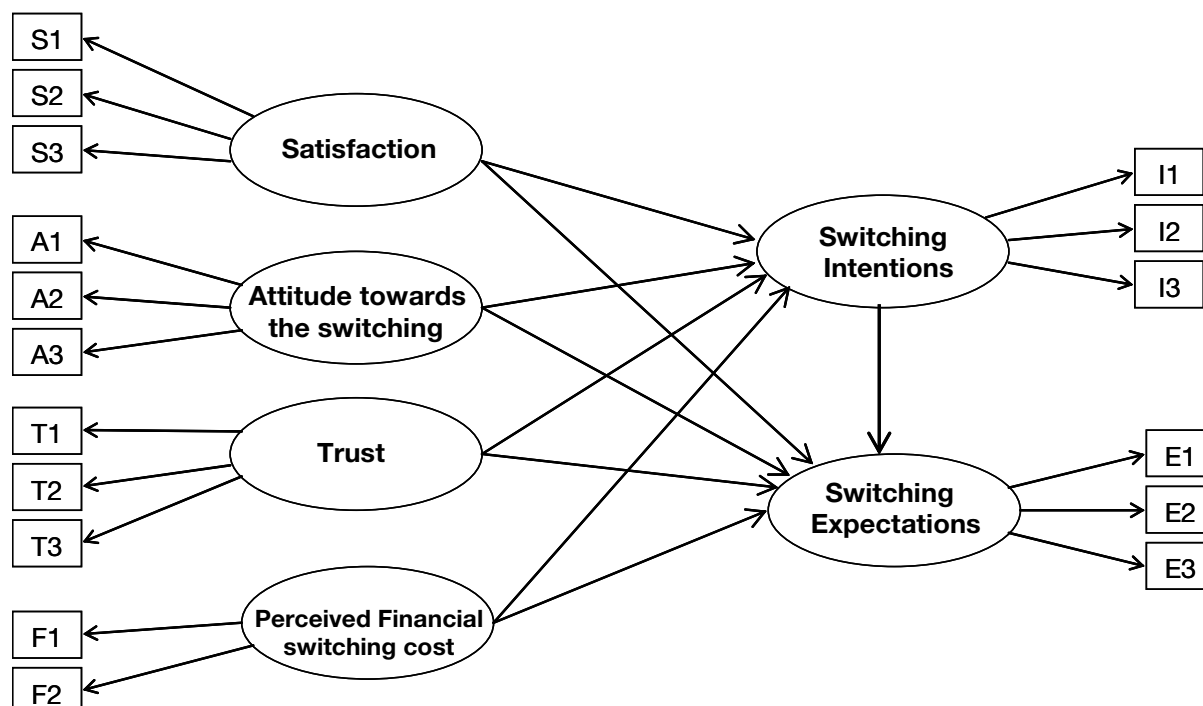 S1
S2
S3
Satisfaction
A1
A2
A3
Attitude towards
the switching
T1
T2
T3
Trust
F1
F2
Perceived Financial
switching cost
Switching
Intentions
I1
I2
I3
Switching
Expectations
E1
E2
E3